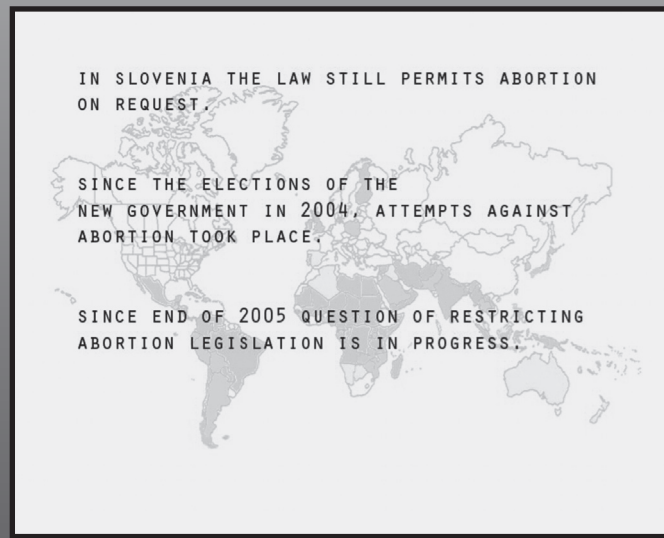 IN SLOVENIA THE LAW STILL PERMITS ABORTION
ON REQUEST.
SINCE THE ELECTIONS OF THE
NEW GOVERNMENT IN 2004, ATTEMPTS AGAINST
ABORTION TOOK PLACE.
SINCE END OF 2005 QUESTION OF RESTRICTING
ABORTION LEGISLATION IS IN PROGRESS.